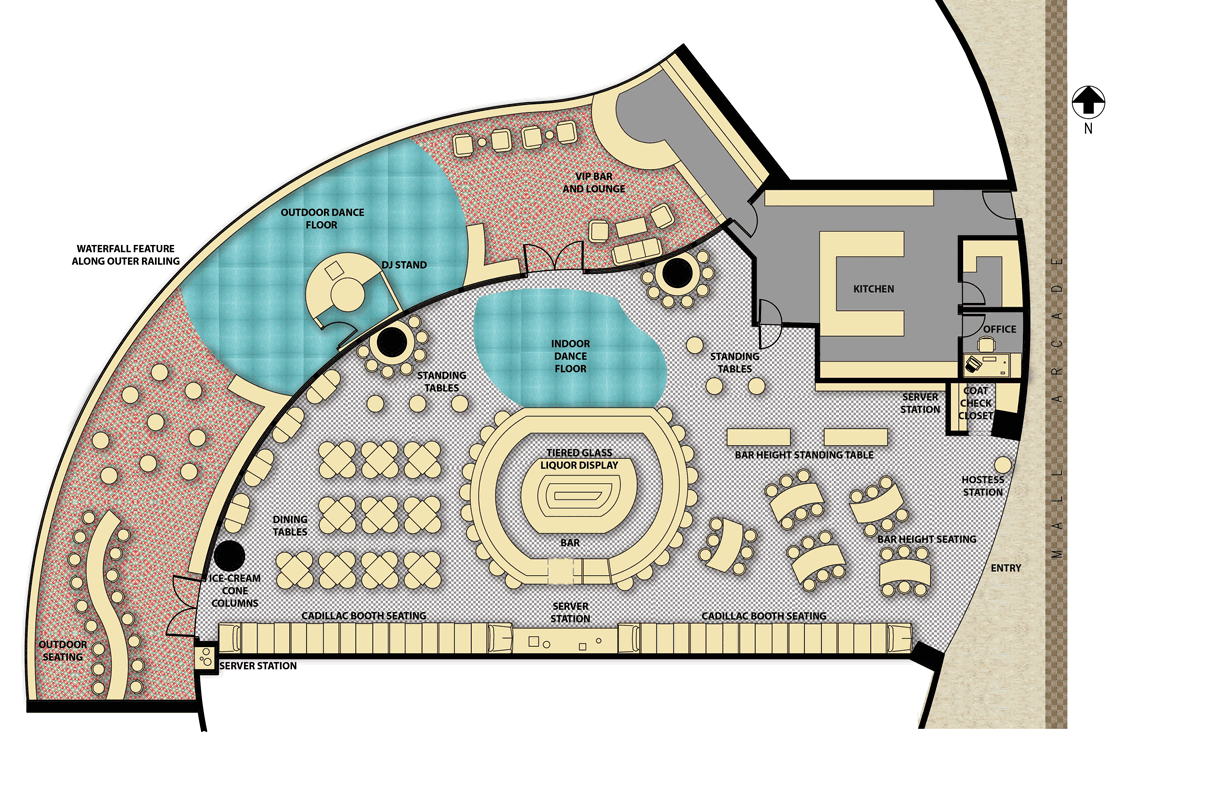 N
VIP BAR
AND LOUNGE
OUTDOOR DANCE
FLOOR
WATERFALL FEATURE
ALONG OUTER RAILING
DJ STAND
KITCHEN
OFFICE
INDOOR
DANCE
FLOOR
STANDING
TABLES
STANDING
TABLES
SERVER
STATION
COAT
CHECK
CLOSET
MALL ARCADE
TIERED GLASS
LIQUOR DISPLAY
BAR HEIGHT STANDING TABLE
HOSTESS
STATION
DINING
TABLES
BAR
BAR HEIGHT SEATING
ENTRY
ICE-CREAM
CONE
COLUMNS
CADILLAC BOOTH SEATING
SERVER
STATION
CADILLAC BOOTH SEATING
OUTDOOR
SEATING
SERVER STATION